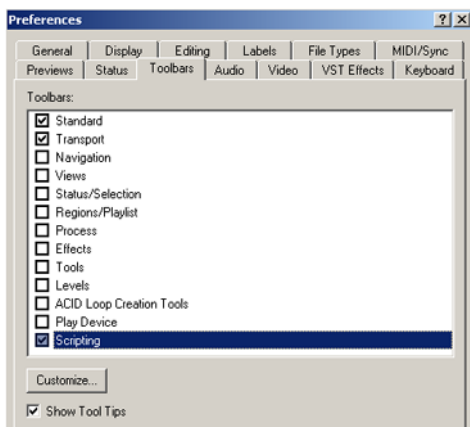 Preferences
General Display Editing Labels File Types MIDI/Sync
Previews Status Toolbars Audio Video VST Effects Keyboard
Toolbars:
Standard
Transport
Navigation
Views
Status/Selection
Regions/Playlist
Process
Effects
Tools
Levels
ACID Loop Creation Tools
Play Device
Scripting
Customize...
Show Tool Tips